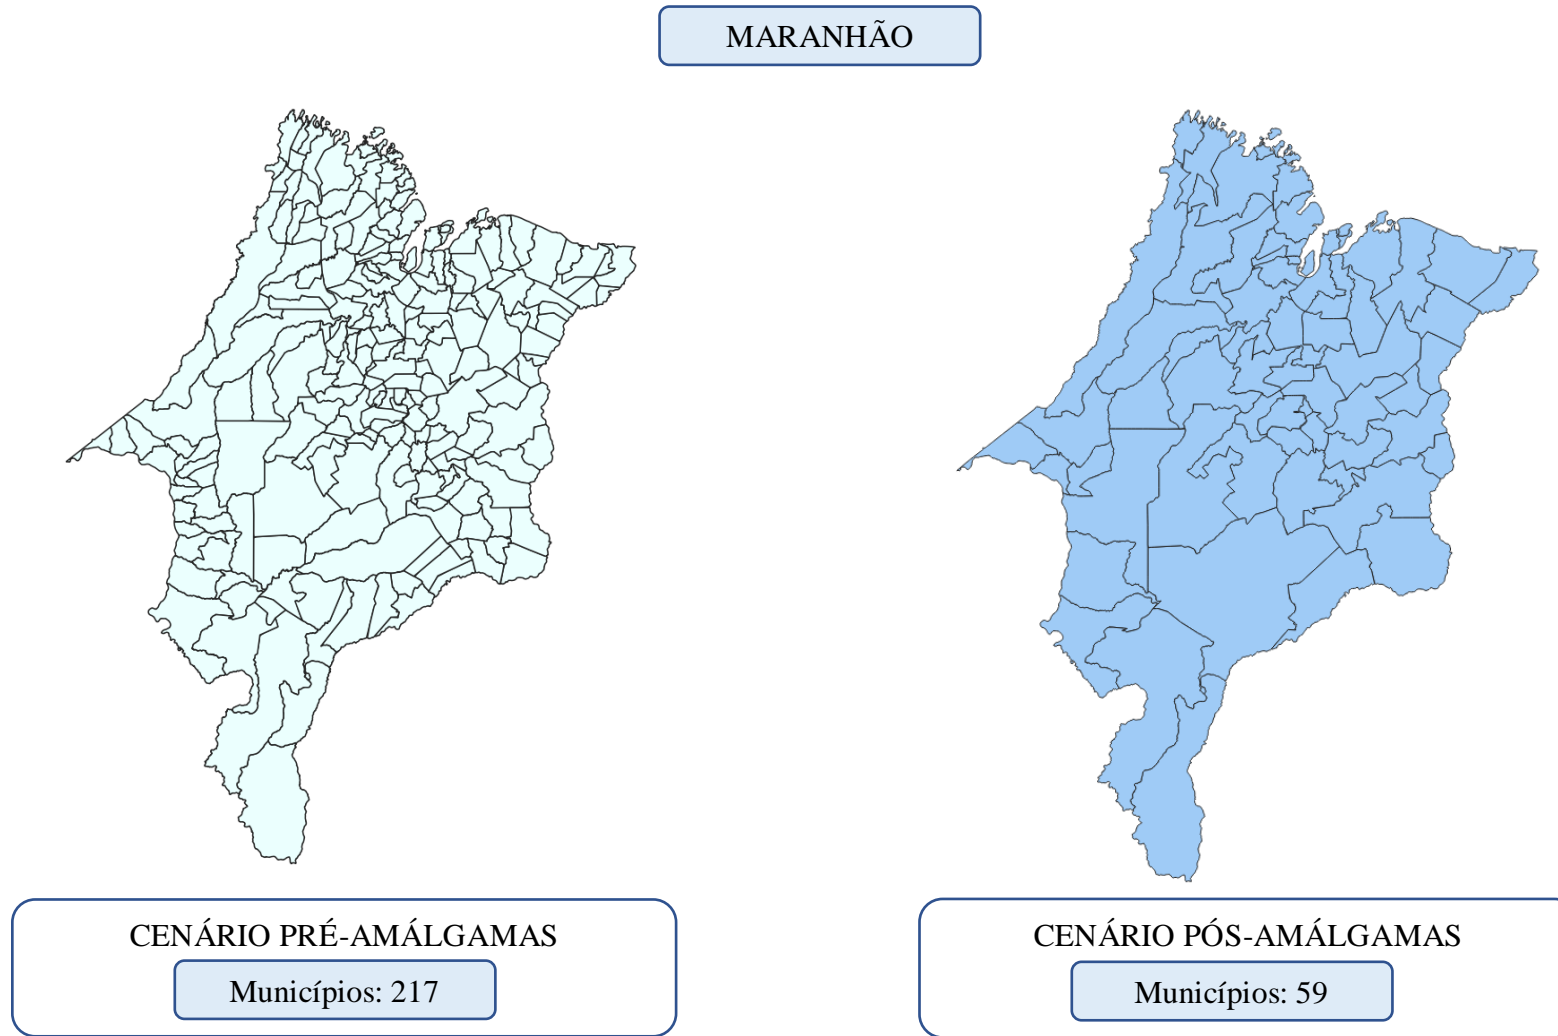 MARANHÃO
CENÁRIO PRÉ-AMÁLGAMAS
Municípios: 217
CENÁRIO PÓS-AMÁLGAMAS
Municípios: 59